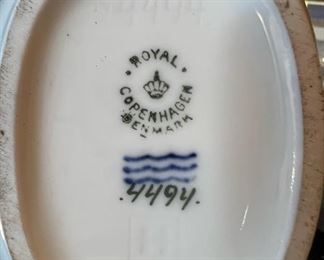 ROYAL
COPENHAGEN
DENMARK
.4494.